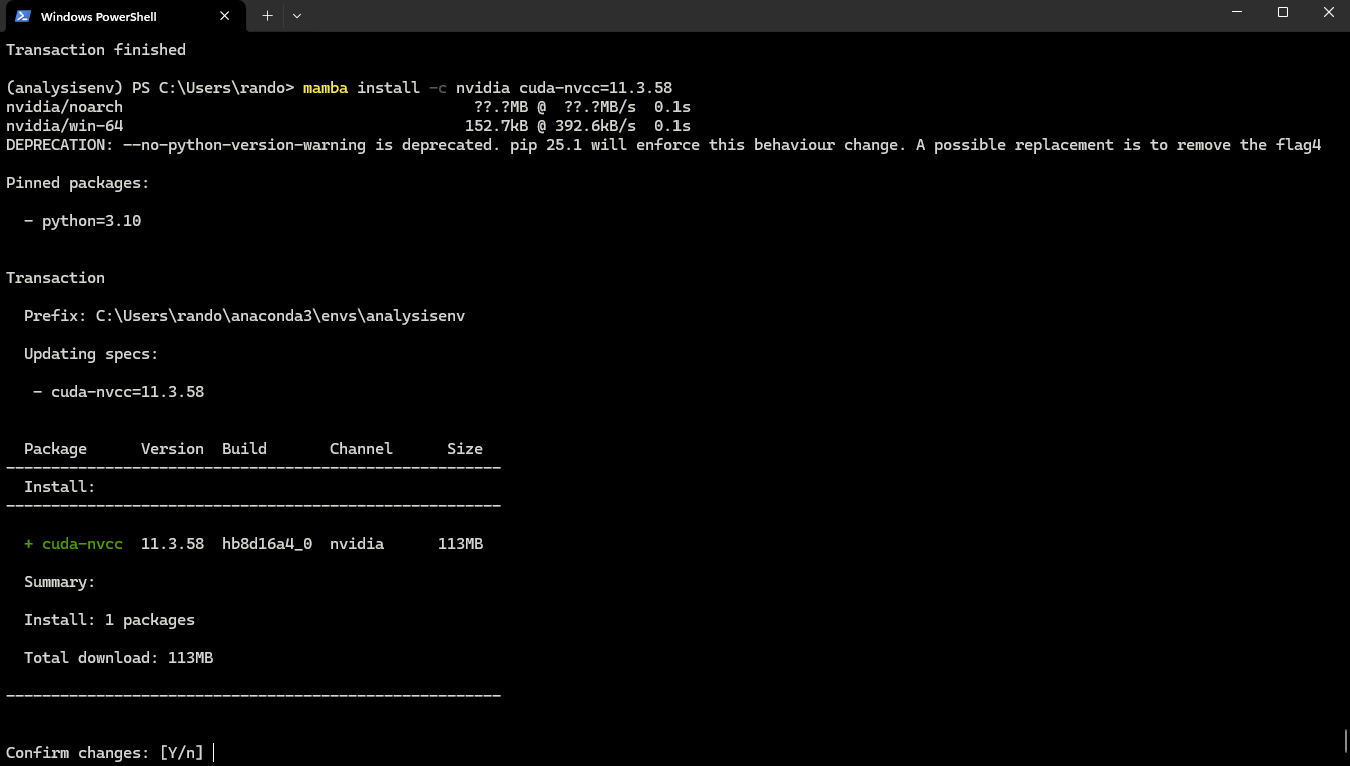 Windows PowerShell
Transaction finished
(analysisenv) PS C:\Users\rando> mamba install -c nvidia cuda-nvcc=11.3.58
nvidia/noarch ??.?MB @ ??.?MB/s 0.1s
nvidia/win-64 152.7kB @ 392.6kB/s 0.1s
DEPRECATION: --no-python-version-warning is deprecated. pip 25.1 will enforce this behaviour change. A possible replacement is to remove the flag4
Pinned packages:
- python=3.10
Transaction
Prefix: C:\Users\rando\anaconda3\envs\analysisenv
Updating specs:
- cuda-nvcc=11.3.58
Package Version Build Channel Size
───────────────────────────────────────────────────────
Install:
───────────────────────────────────────────────────────
+ cuda-nvcc 11.3.58 hb8d16a4_0 nvidia 113MB
Summary:
Install: 1 packages
Total download: 113MB
───────────────────────────────────────────────────────
Confirm changes: [Y/n]